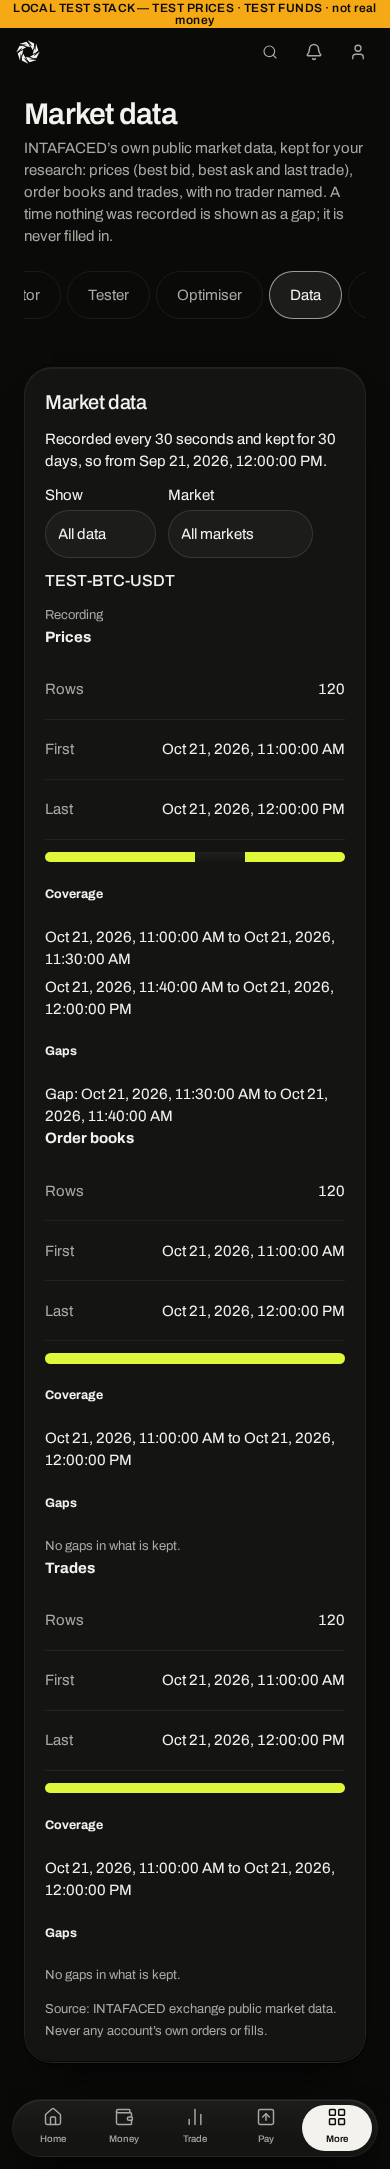 LOCAL TEST STACK — TEST PRICES · TEST FUNDS · not real
money
Market data
INTAFACED's own public market data, kept for your
research: prices (best bid, best ask and last trade),
order books and trades, with no trader named. A
time nothing was recorded is shown as a gap; it is
never filled in.
tor
Tester
Optimiser
Data
Market data
Recorded every 30 seconds and kept for 30
days, so from Sep 21, 2026, 12:00:00 PM.
Show
Market
All data
All markets
TEST-BTC-USDT
Recording
Prices
Rows 120
First Oct 21, 2026, 11:00:00 AM
Last Oct 21, 2026, 12:00:00 PM
Coverage
Oct 21, 2026, 11:00:00 AM to Oct 21, 2026,
11:30:00 AM
Oct 21, 2026, 11:40:00 AM to Oct 21, 2026,
12:00:00 PM
Gaps
Gap: Oct 21, 2026, 11:30:00 AM to Oct 21,
2026, 11:40:00 AM
Order books
Rows 120
First Oct 21, 2026, 11:00:00 AM
Last Oct 21, 2026, 12:00:00 PM
Coverage
Oct 21, 2026, 11:00:00 AM to Oct 21, 2026,
12:00:00 PM
Gaps
No gaps in what is kept.
Trades
Rows 120
First Oct 21, 2026, 11:00:00 AM
Last Oct 21, 2026, 12:00:00 PM
Coverage
Oct 21, 2026, 11:00:00 AM to Oct 21, 2026,
12:00:00 PM
Gaps
No gaps in what is kept.
Source: INTAFACED exchange public market data.
Never any account's own orders or fills.
Home
Money
Trade
Pay
More